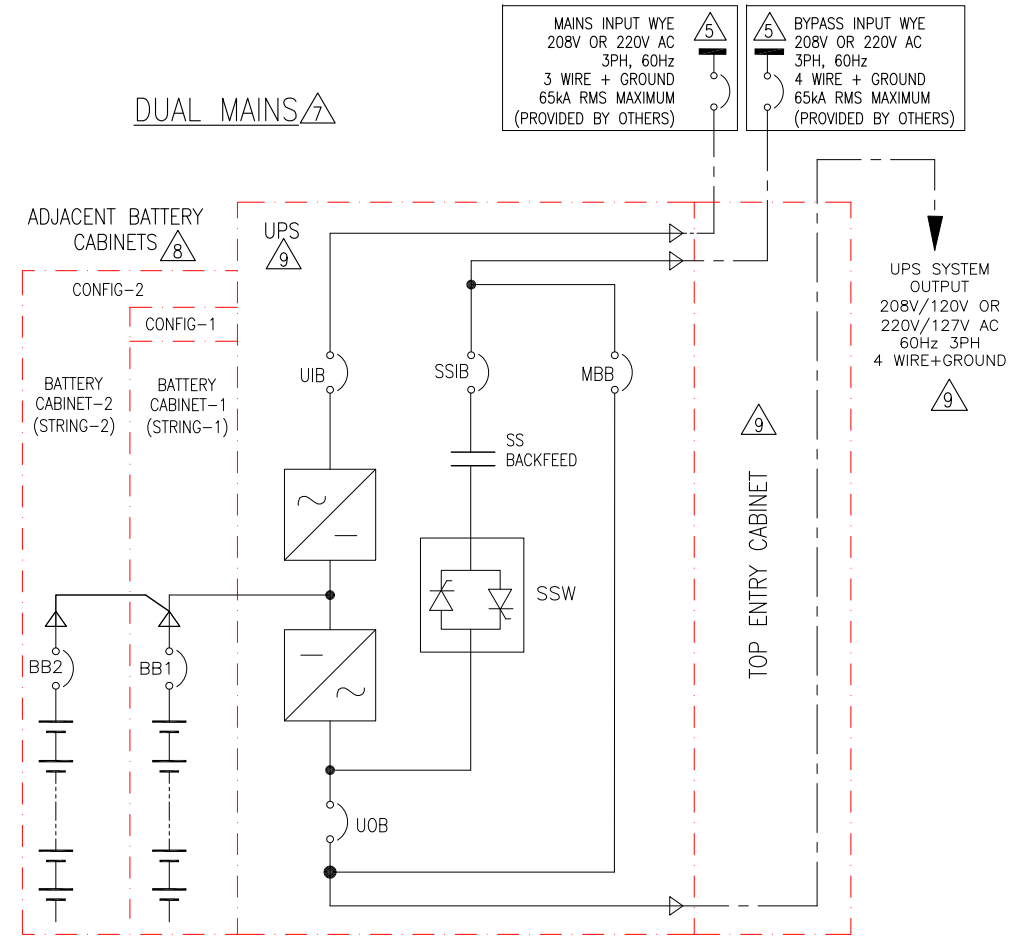 MAINS INPUT WYE
208V OR 220V AC
3PH, 60Hz
3 WIRE + GROUND
65kA RMS MAXIMUM
(PROVIDED BY OTHERS)
5
5
BYPASS INPUT WYE
208V OR 220V AC
3PH, 60Hz
4 WIRE + GROUND
65kA RMS MAXIMUM
(PROVIDED BY OTHERS)
DUAL MAINS 7
ADJACENT BATTERY
CABINETS 8
UPS
9
CONFIG-2
CONFIG-1
UPS SYSTEM
OUTPUT
208V/120V OR
220V/127V AC
60Hz 3PH
4 WIRE+GROUND
9
BATTERY
CABINET-2
(STRING-2)
BATTERY
CABINET-1
(STRING-1)
UIB
SSIB
MBB
9
SS
BACKFEED
SSW
TOP ENTRY CABINET
BB2
BB1
UOB